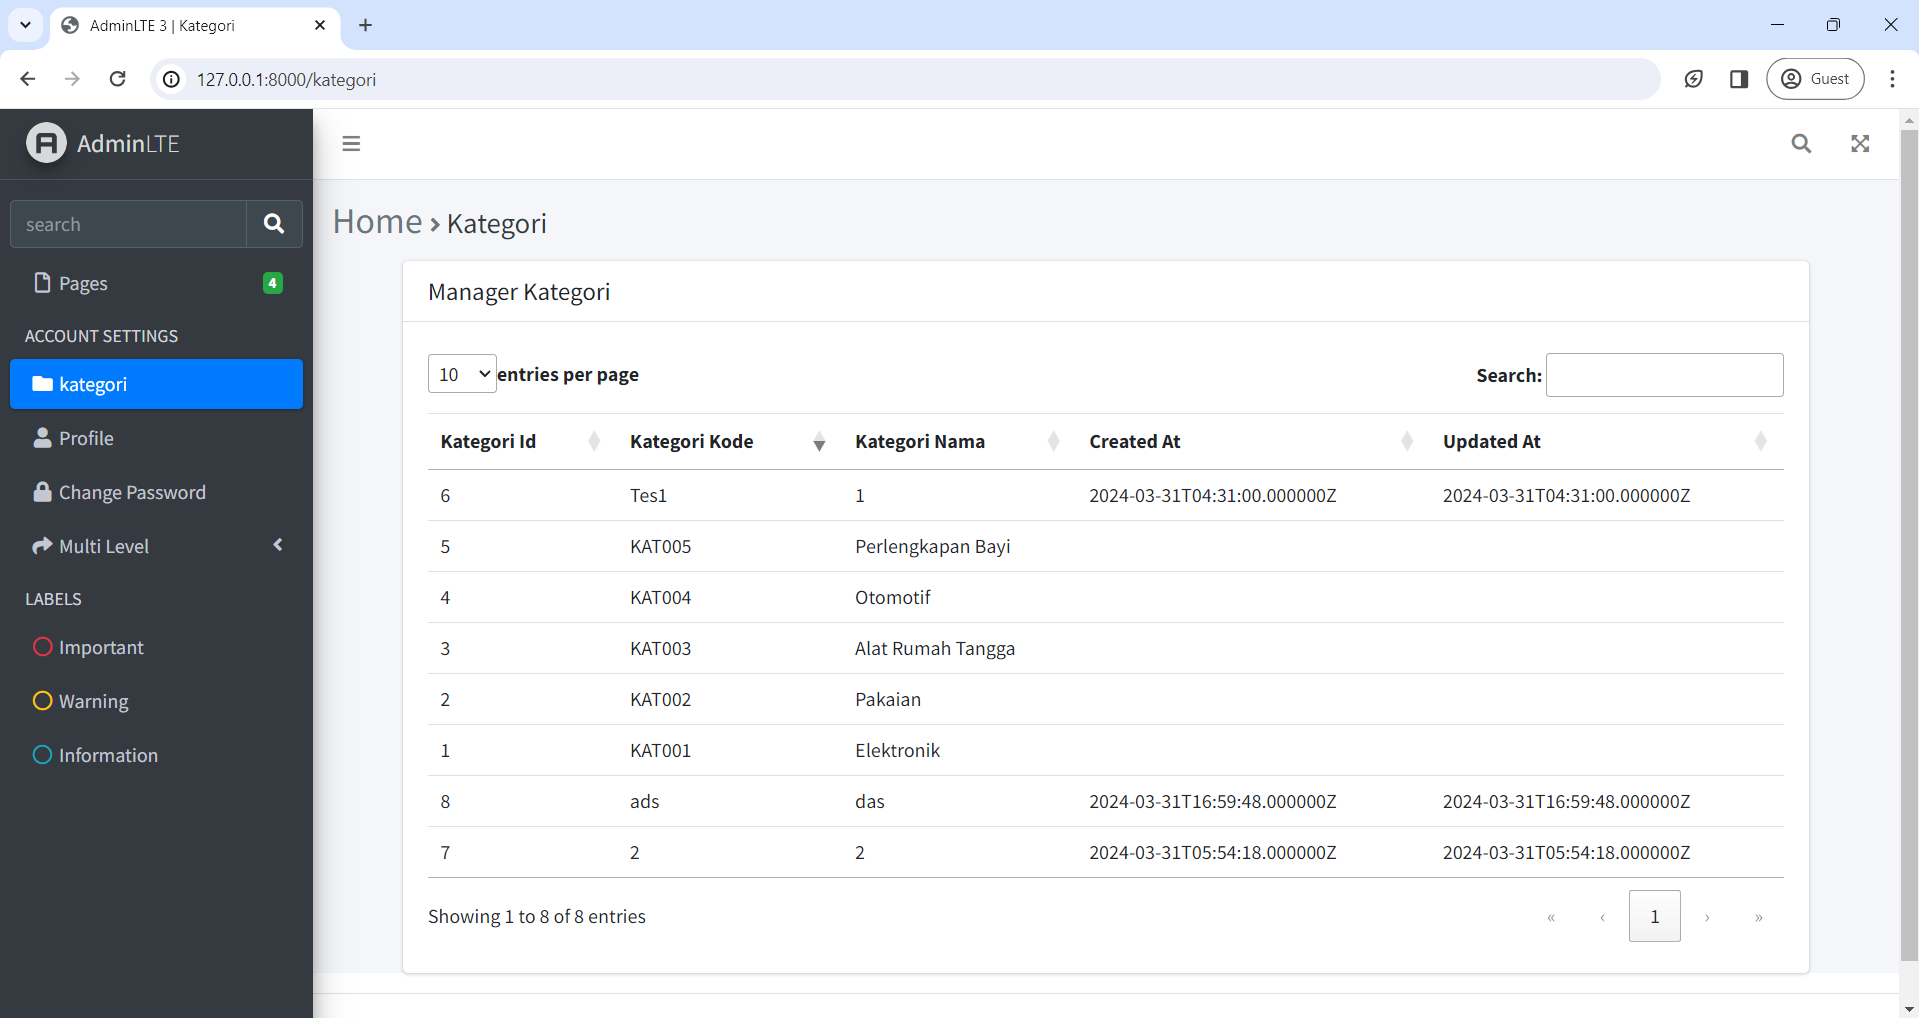 AdminLTE 3 | Kategori
127.0.0.1:8000/kategori
Guest
AdminLTE
search
Pages 4
ACCOUNT SETTINGS
kategori
Profile
Change Password
Multi Level
LABELS
Important
Warning
Information
Home › Kategori
Manager Kategori
10 entries per page
Search:
Kategori Id Kategori Kode Kategori Nama Created At Updated At
6 Tes1 1 2024-03-31T04:31:00.000000Z 2024-03-31T04:31:00.000000Z
5 KAT005 Perlengkapan Bayi
4 KAT004 Otomotif
3 KAT003 Alat Rumah Tangga
2 KAT002 Pakaian
1 KAT001 Elektronik
8 ads das 2024-03-31T16:59:48.000000Z 2024-03-31T16:59:48.000000Z
7 2 2 2024-03-31T05:54:18.000000Z 2024-03-31T05:54:18.000000Z
Showing 1 to 8 of 8 entries
« ‹ 1 › »